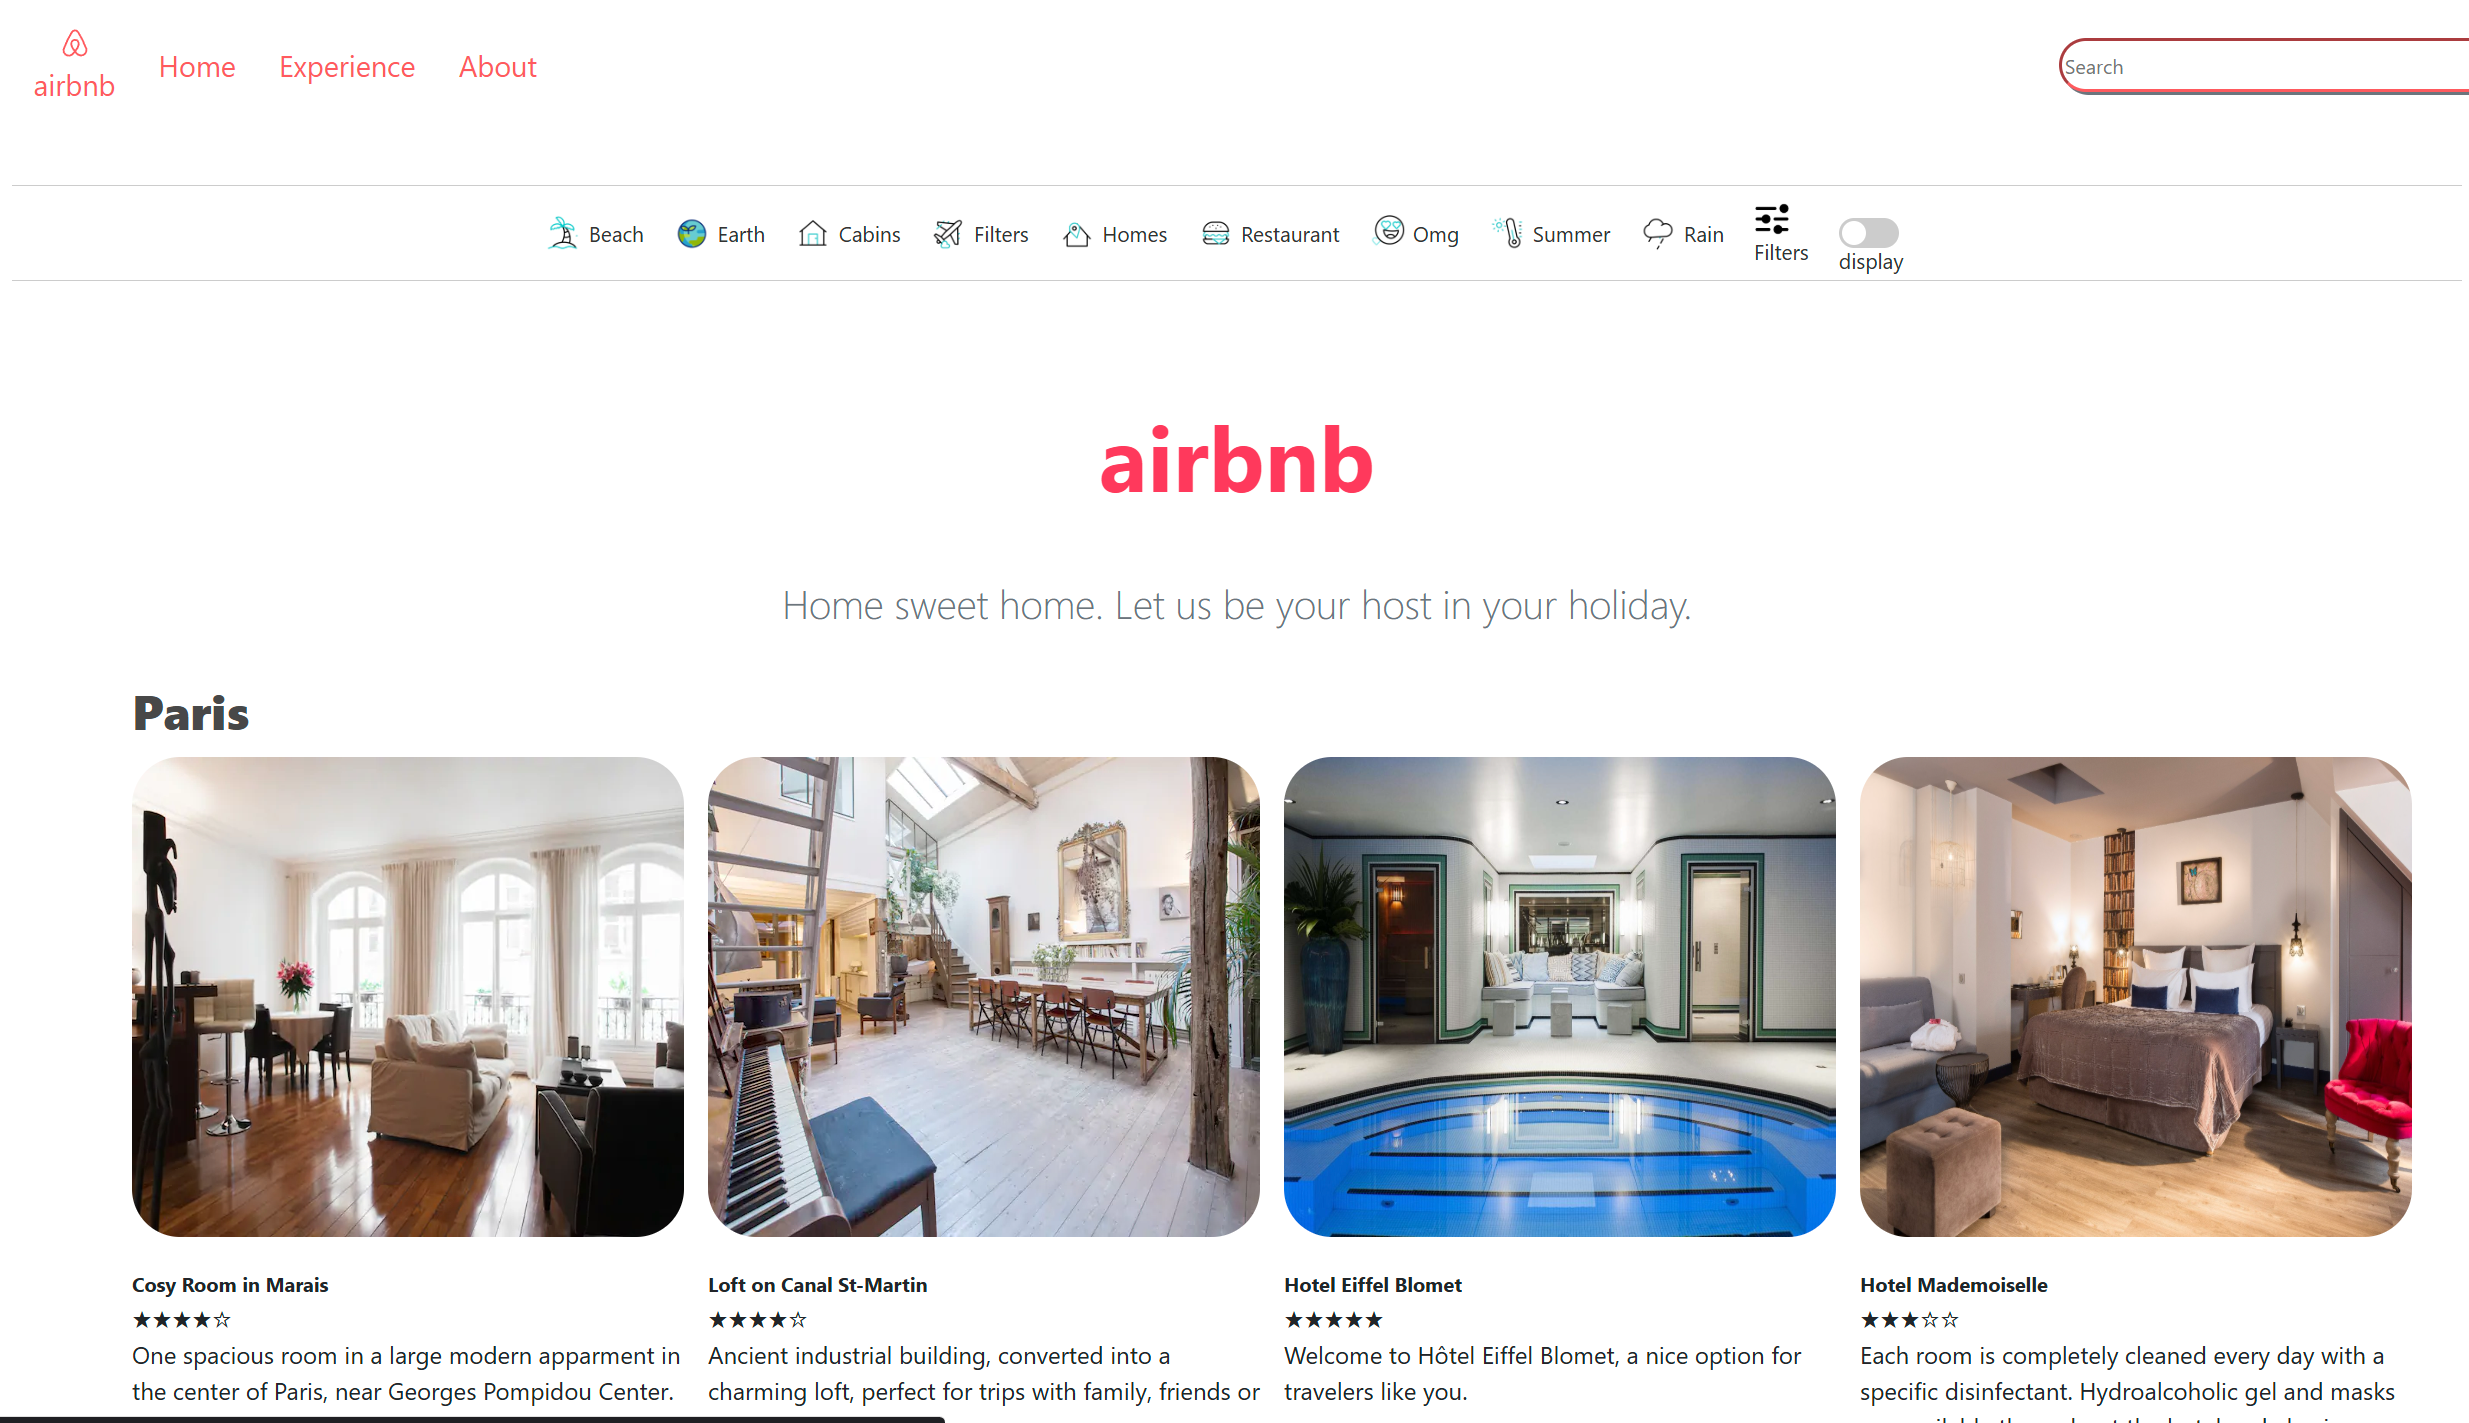 airbnb
Home
Experience
About
Search
Beach
Earth
Cabins
Filters
Homes
Restaurant
Omg
Summer
Rain
Filters
display
airbnb
Home sweet home. Let us be your host in your holiday.
Paris
Cosy Room in Marais
★★★★☆
One spacious room in a large modern apparment in
the center of Paris, near Georges Pompidou Center.
Loft on Canal St-Martin
★★★★☆
Ancient industrial building, converted into a
charming loft, perfect for trips with family, friends or
Hotel Eiffel Blomet
★★★★★
Welcome to Hôtel Eiffel Blomet, a nice option for
travelers like you.
Hotel Mademoiselle
★★★☆☆
Each room is completely cleaned every day with a
specific disinfectant. Hydroalcoholic gel and masks